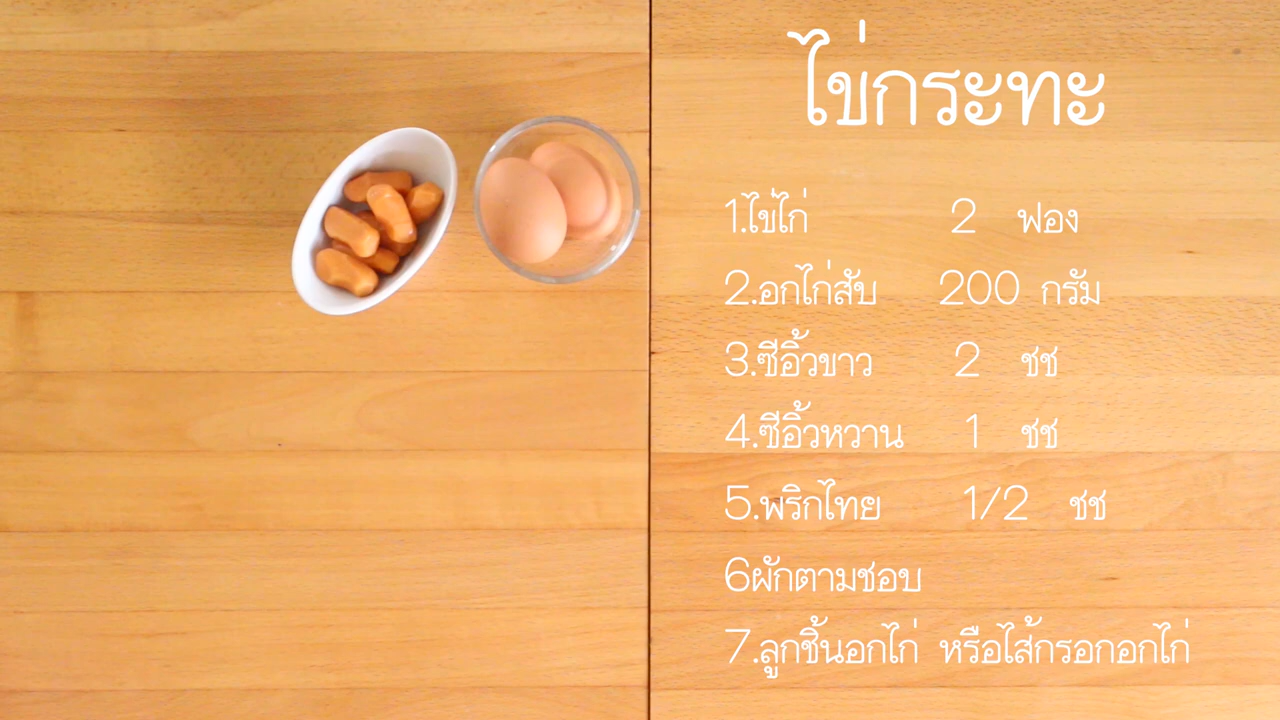 ไข่กระทะ
1.ไข่ไก่ 2 ฟอง
2.อกไก่สับ 200 กรัม
3.ซีอิ้วขาว 2 ชช
4.ซีอิ้วหวาน 1 ชช
5.พริกไทย 1/2 ชช
6ผักตามชอบ
7.ลูกชิ้นอกไก่ หรือไส้กรอกอกไก่